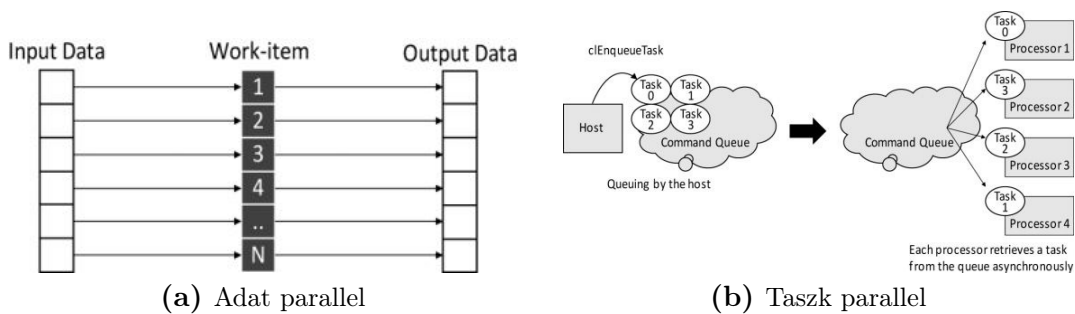 Input Data
Work-item
Output Data
1
2
3
4
..
N
(a) Adat parallel
clEnqueueTask
Host
Task 0
Task 1
Task 2
Task 3
Command Queue
Queuing by the host
Command Queue
Task 0
Processor 1
Task 3
Processor 2
Task 2
Processor 3
Task 1
Processor 4
Each processor retrieves a task
from the queue asynchronously
(b) Taszk parallel